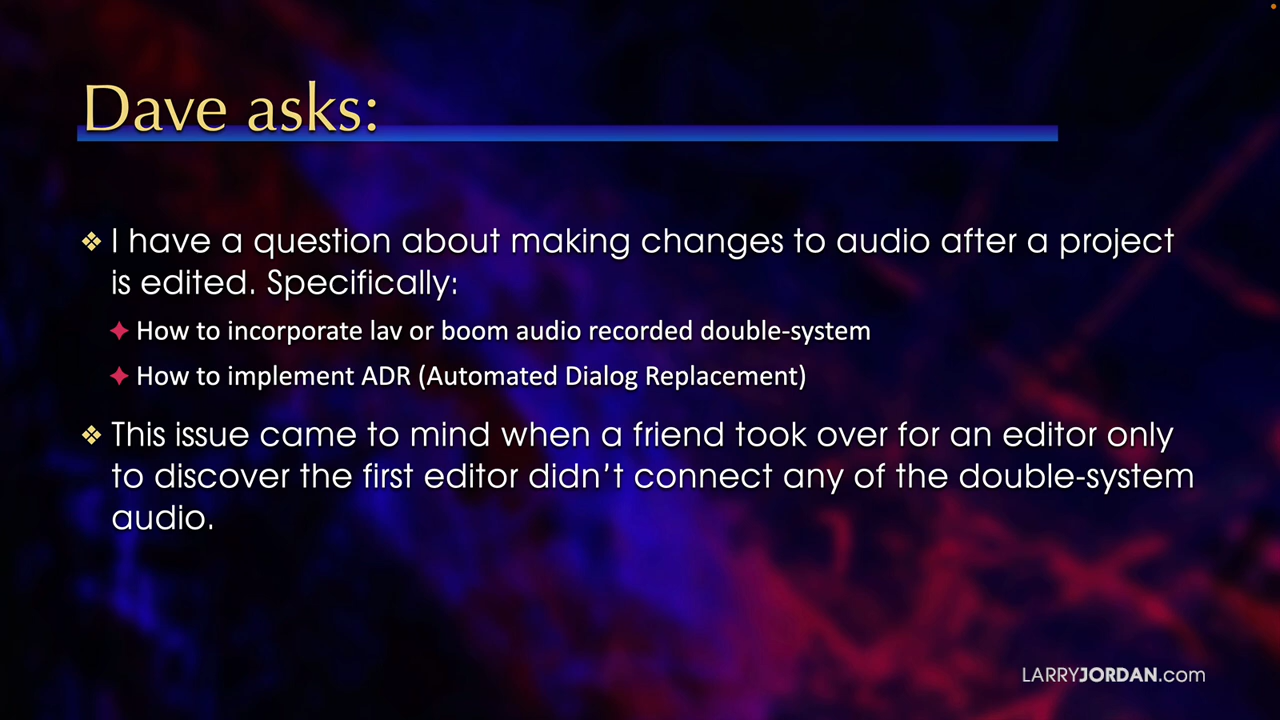 Dave asks:
❖ I have a question about making changes to audio after a project
is edited. Specifically:
✦ How to incorporate lav or boom audio recorded double-system
✦ How to implement ADR (Automated Dialog Replacement)
❖ This issue came to mind when a friend took over for an editor only
to discover the first editor didn’t connect any of the double-system
audio.
LARRYJORDAN.com